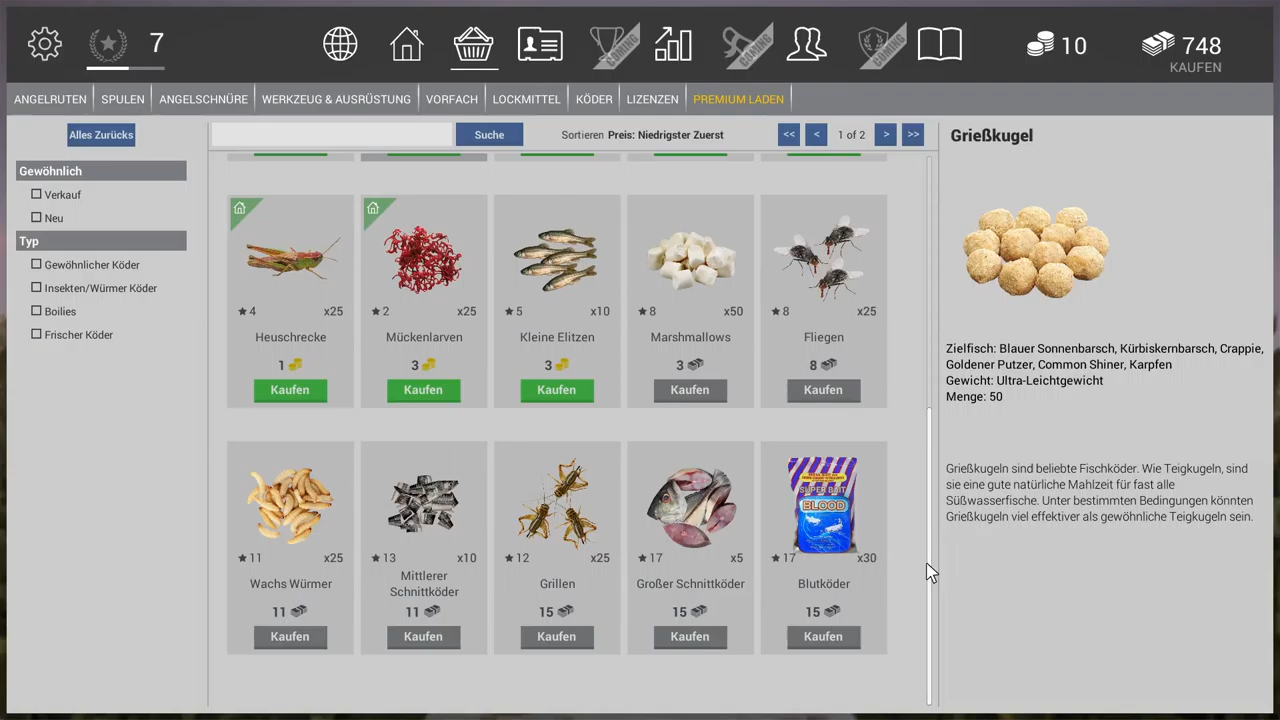 7
COMING
COMING
COMING
10
748
KAUFEN
ANGELRUTEN
SPULEN
ANGELSCHNÜRE
WERKZEUG & AUSRÜSTUNG
VORFACH
LOCKMITTEL
KÖDER
LIZENZEN
PREMIUM LADEN
Alles Zurücks
Gewöhnlich
Verkauf
Neu
Typ
Gewöhnlicher Köder
Insekten/Würmer Köder
Boilies
Frischer Köder
Suche
Sortieren Preis: Niedrigster Zuerst
<< < 1 of 2 > >>
4 x25
Heuschrecke
1
Kaufen
2 x25
Mückenlarven
3
Kaufen
5 x10
Kleine Elitzen
3
Kaufen
8 x50
Marshmallows
3
Kaufen
8 x25
Fliegen
8
Kaufen
11 x25
Wachs Würmer
11
Kaufen
13 x10
Mittlerer
Schnittköder
11
Kaufen
12 x25
Grillen
15
Kaufen
17 x5
Großer Schnittköder
15
Kaufen
SUPER BAIT
BLOOD
17 x30
Blutköder
15
Kaufen
Grießkugel
Zielfisch: Blauer Sonnenbarsch, Kürbiskernbarsch, Crappie,
Goldener Putzer, Common Shiner, Karpfen
Gewicht: Ultra-Leichtgewicht
Menge: 50
Grießkugeln sind beliebte Fischköder. Wie Teigkugeln, sind
sie eine gute natürliche Mahlzeit für fast alle
Süßwasserfische. Unter bestimmten Bedingungen könnten
Grießkugeln viel effektiver als gewöhnliche Teigkugeln sein.